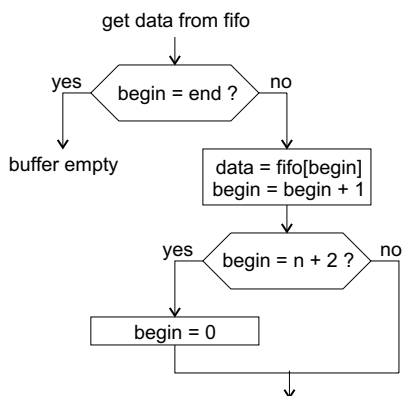 get data from fifo
yes
begin = end ?
no
buffer empty
data = fifo[begin]
begin = begin + 1
yes
begin = n + 2 ?
no
begin = 0